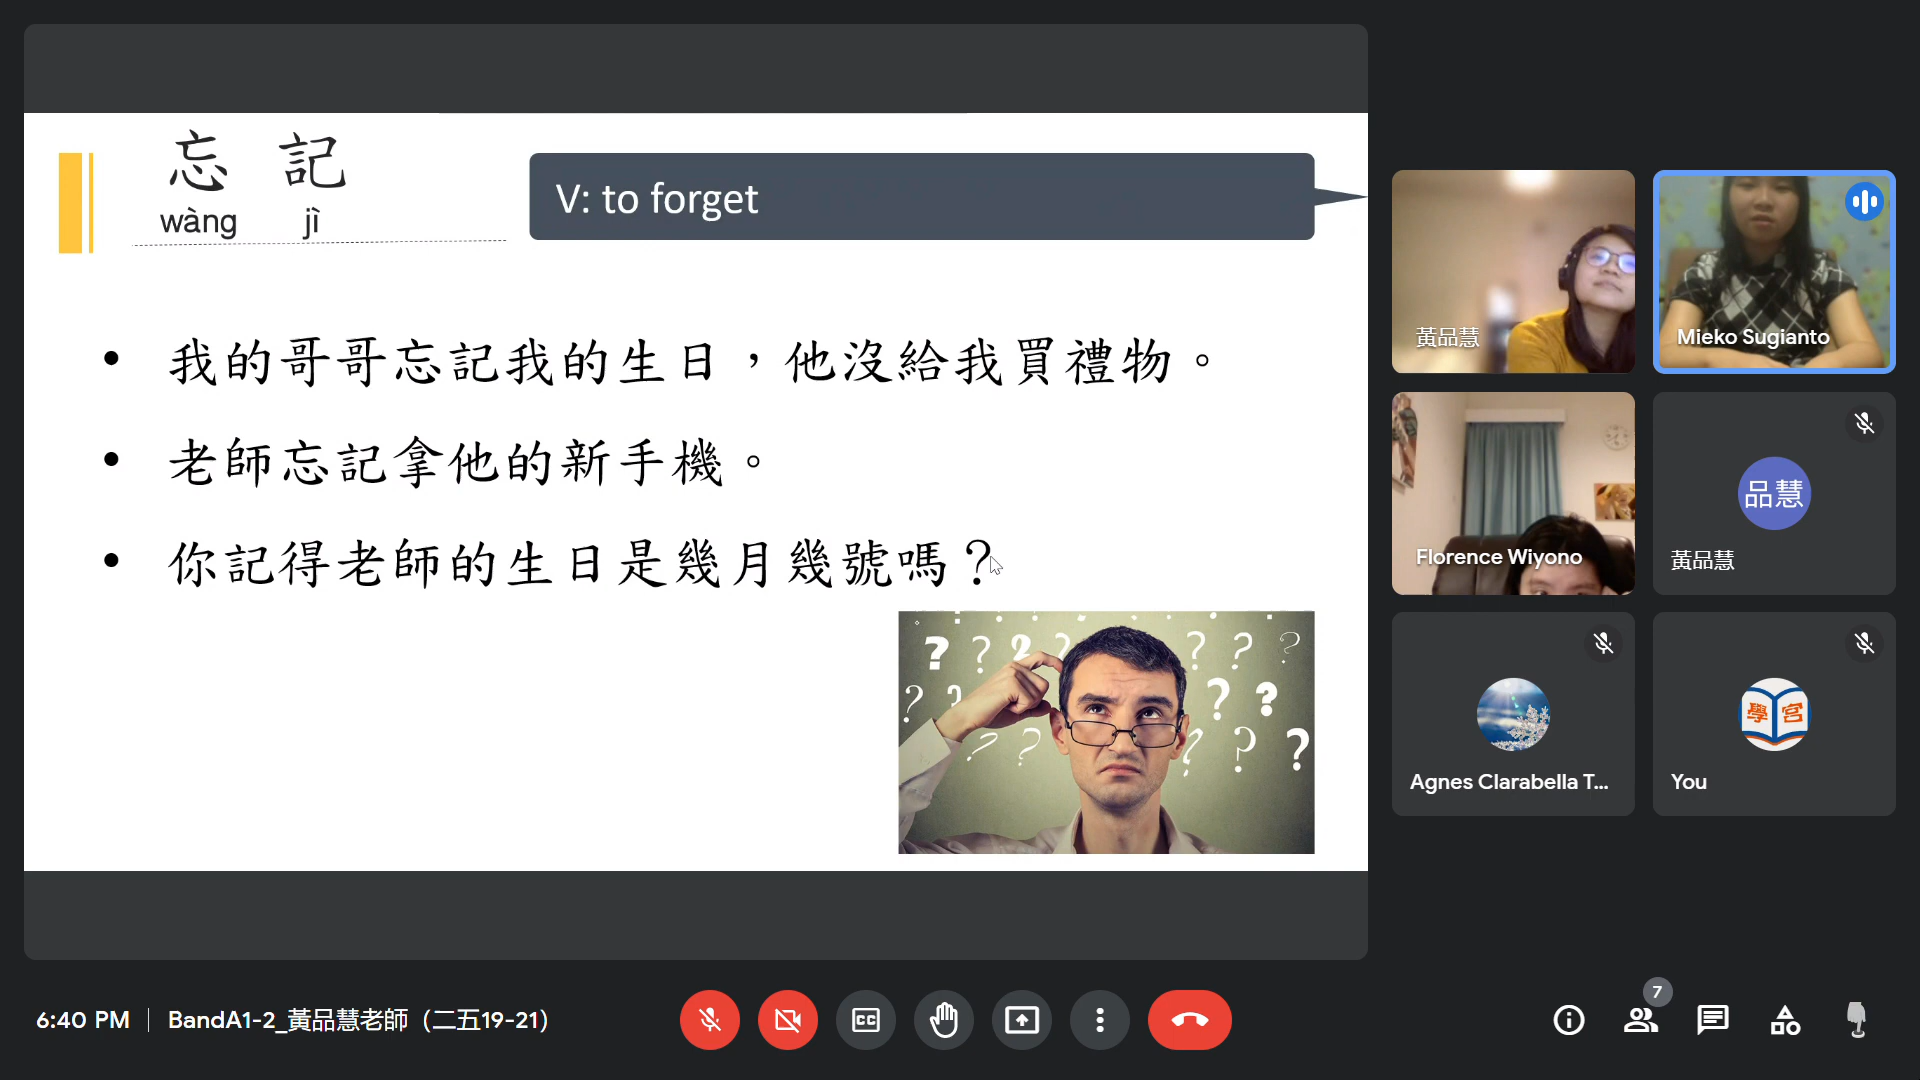 忘 記
wàng jì
V: to forget
• 我的哥哥忘記我的生日，他沒給我買禮物。
• 老師忘記拿他的新手機。
• 你記得老師的生日是幾月幾號嗎？
黃品慧
Mieko Sugianto
Florence Wiyono
品慧
黃品慧
Agnes Clarabella T...
學宮
You
6:40 PM | BandA1-2_黃品慧老師（二五19-21）
CC
7